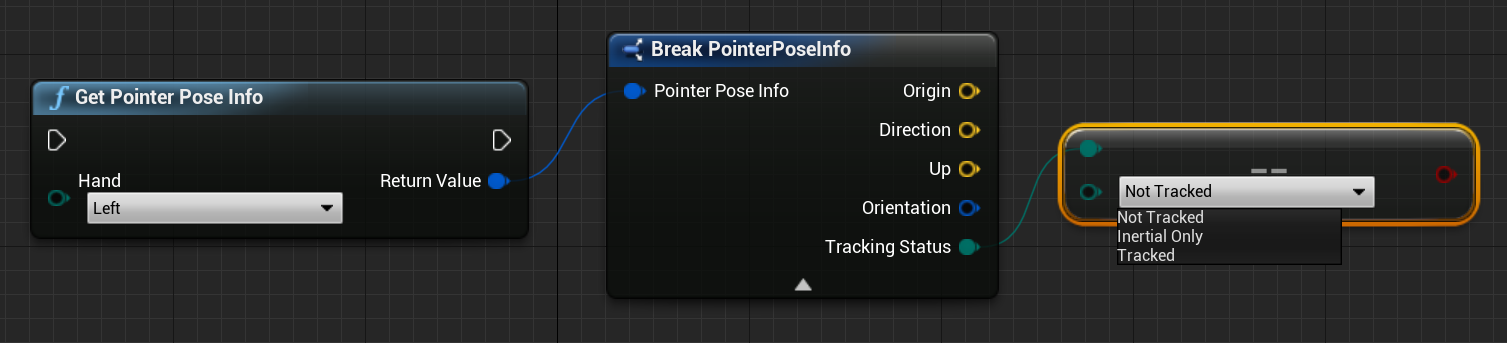 Get Pointer Pose Info
Hand
Left
Return Value
Break PointerPoseInfo
Pointer Pose Info
Origin
Direction
Up
Orientation
Tracking Status
==
Not Tracked
Not Tracked
Inertial Only
Tracked